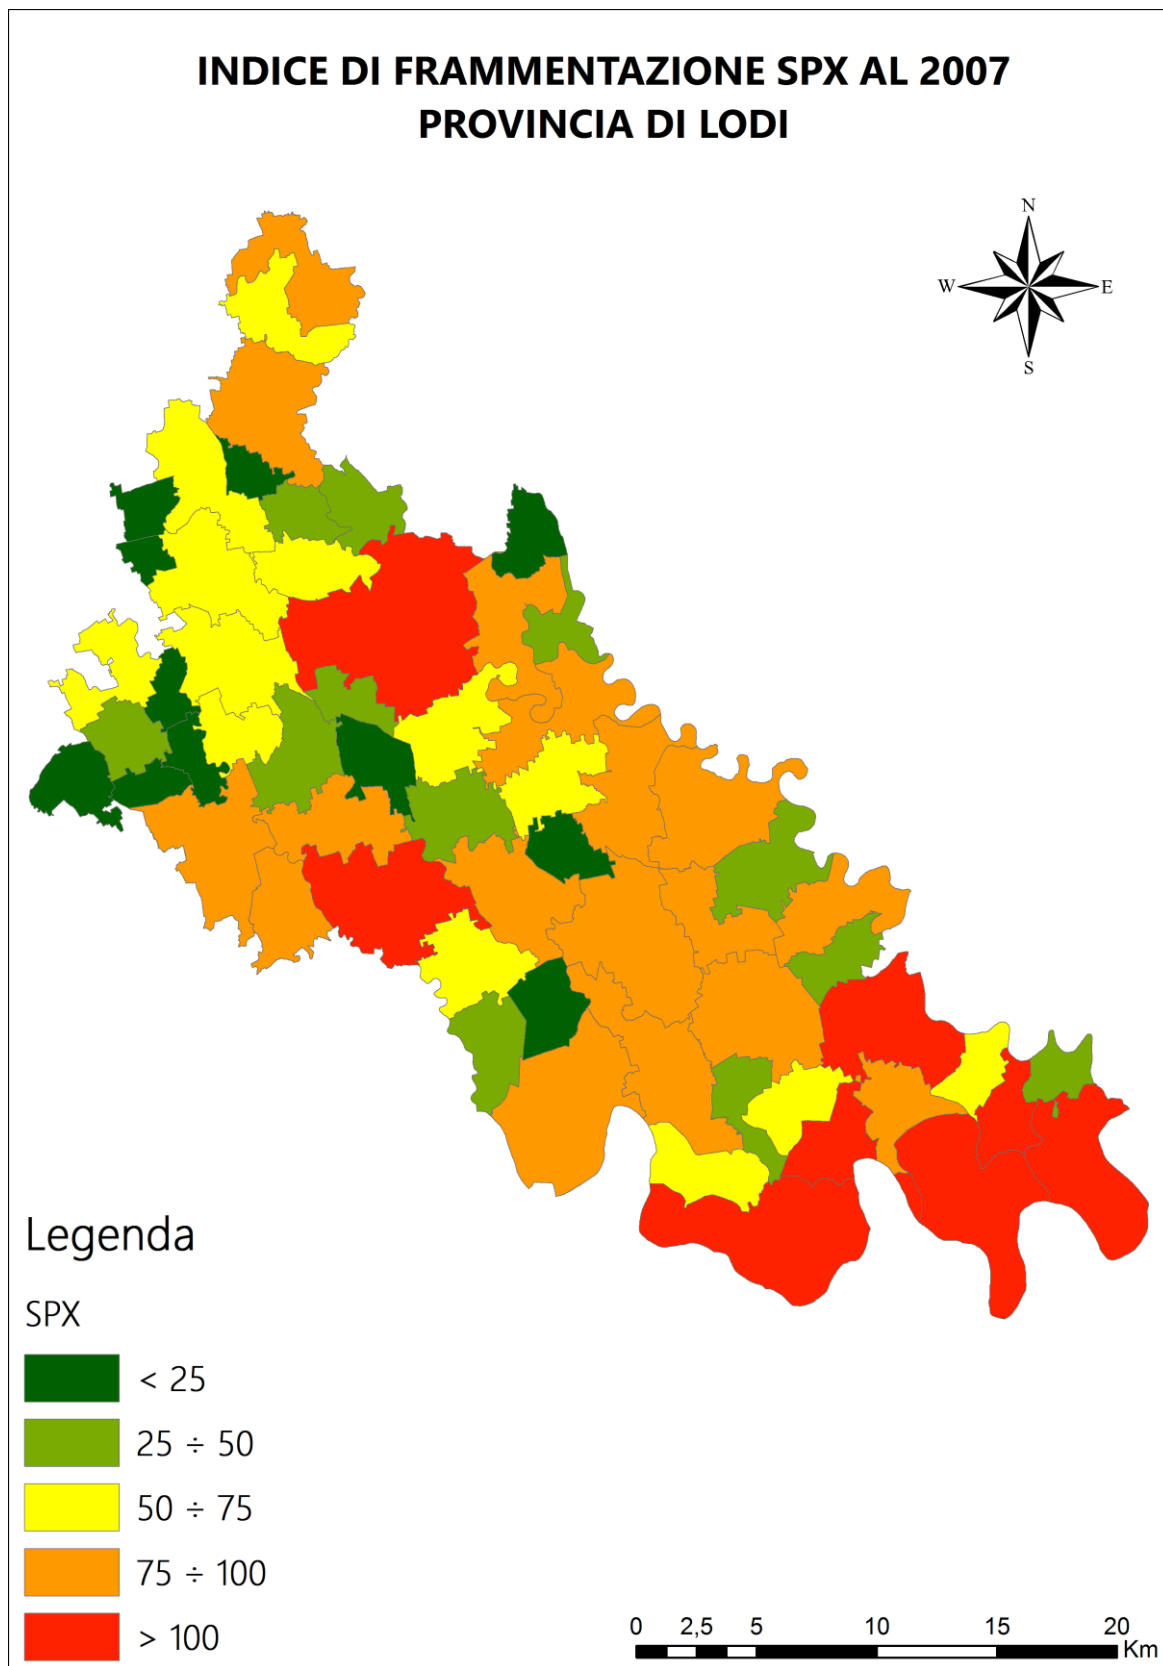 INDICE DI FRAMMENTAZIONE SPX AL 2007
PROVINCIA DI LODI
N
W E
S
Legenda
SPX
< 25
25 ÷ 50
50 ÷ 75
75 ÷ 100
> 100
0 2,5 5 10 15 20
Km